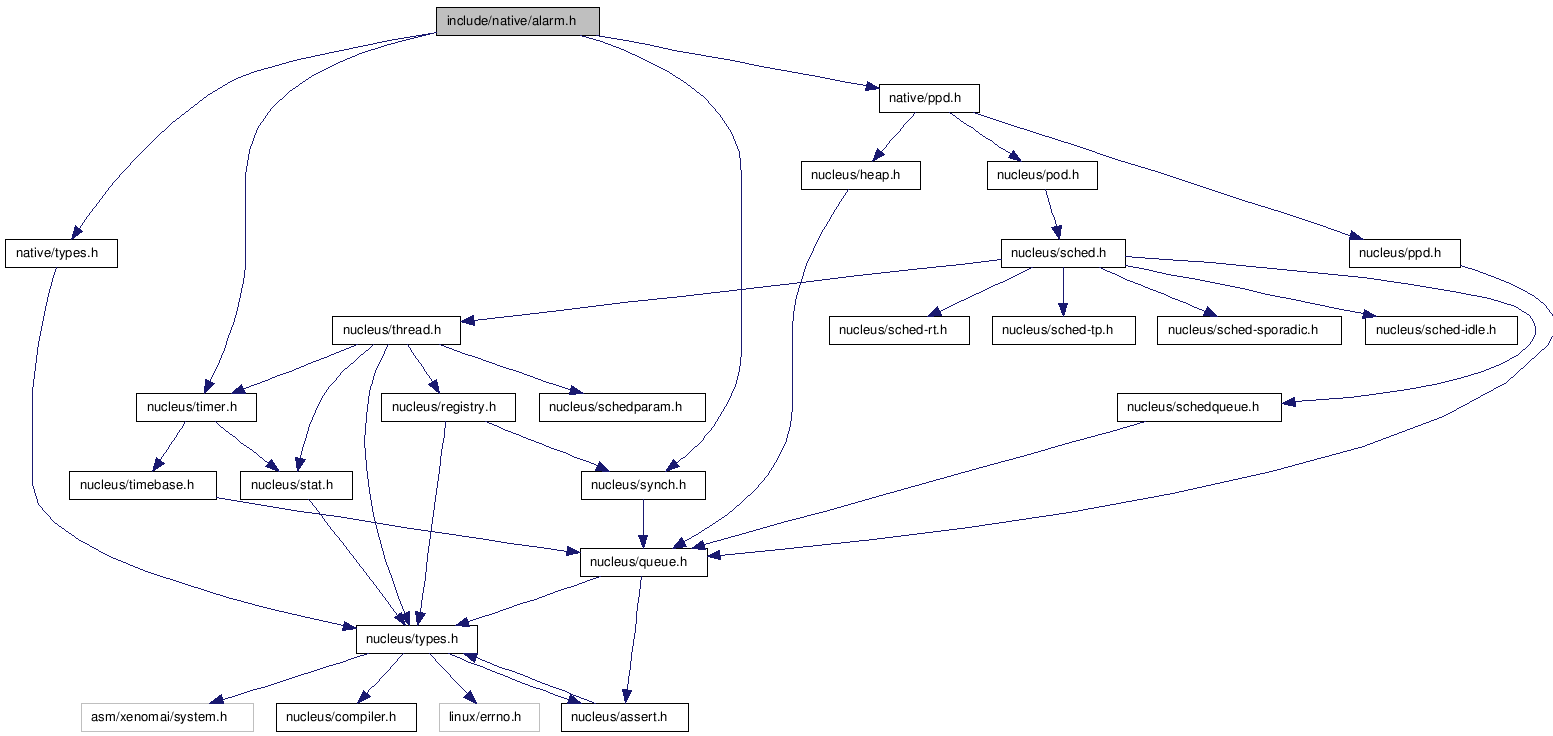 include/native/alarm.h
native/ppd.h
nucleus/heap.h
nucleus/pod.h
native/types.h
nucleus/sched.h
nucleus/ppd.h
nucleus/thread.h
nucleus/sched-rt.h
nucleus/sched-tp.h
nucleus/sched-sporadic.h
nucleus/sched-idle.h
nucleus/timer.h
nucleus/registry.h
nucleus/schedparam.h
nucleus/schedqueue.h
nucleus/timebase.h
nucleus/stat.h
nucleus/synch.h
nucleus/queue.h
nucleus/types.h
asm/xenomai/system.h
nucleus/compiler.h
linux/errno.h
nucleus/assert.h